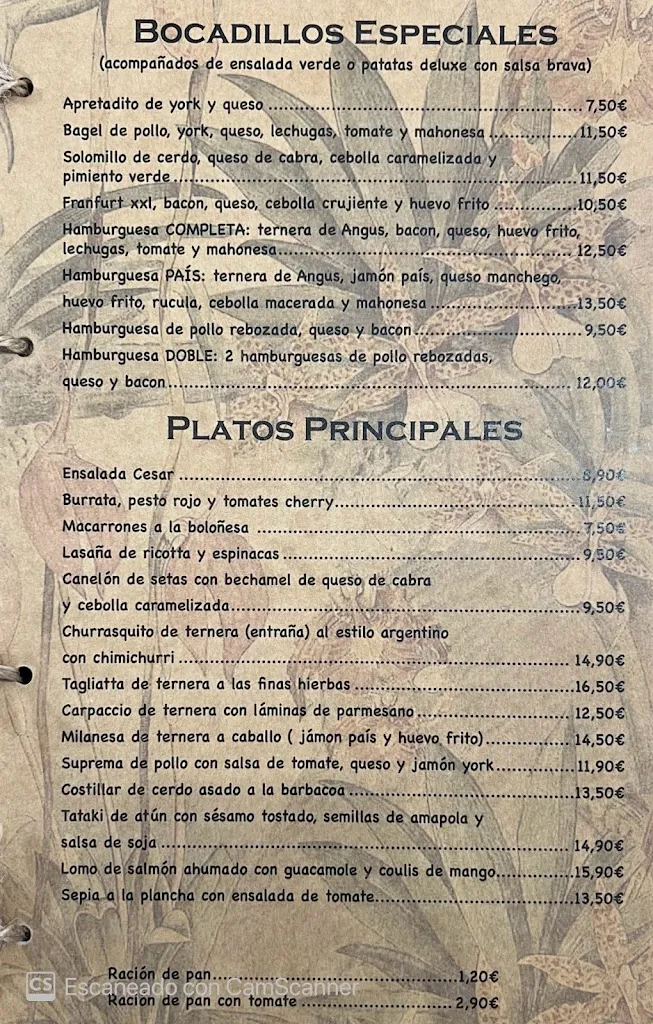 BOCADILLOS ESPECIALES
(acompañados de ensalada verde o patatas deluxe con salsa brava)
Apretadito de york y queso ........ 7,50€
Bagel de pollo, york, queso, lechugas, tomate y mahonesa ........ 11,50€
Solomillo de cerdo, queso de cabra, cebolla caramelizada y
pimiento verde ........ 11,50€
Franfurt xxl, bacon, queso, cebolla crujiente y huevo frito ........ 10,50€
Hamburguesa COMPLETA: ternera de Angus, bacon, queso, huevo frito,
lechugas, tomate y mahonesa ........ 12,50€
Hamburguesa PAÍS: ternera de Angus, jamón país, queso manchego,
huevo frito, rucula, cebolla macerada y mahonesa ........ 13,50€
Hamburguesa de pollo rebozada, queso y bacon ........ 9,50€
Hamburguesa DOBLE: 2 hamburguesas de pollo rebozadas,
queso y bacon ........ 12,00€
PLATOS PRINCIPALES
Ensalada Cesar ........ 8,90€
Burrata, pesto rojo y tomates cherry ........ 11,50€
Macarrones a la boloñesa ........ 7,50€
Lasaña de ricotta y espinacas ........ 9,50€
Canelón de setas con bechamel de queso de cabra
y cebolla caramelizada ........ 9,50€
Churrasquito de ternera (entraña) al estilo argentino
con chimichurri ........ 14,90€
Tagliatta de ternera a las finas hierbas ........ 16,50€
Carpaccio de ternera con láminas de parmesano ........ 12,50€
Milanesa de ternera a caballo ( jámon país y huevo frito) ........ 14,50€
Suprema de pollo con salsa de tomate, queso y jamón york ........ 11,90€
Costillar de cerdo asado a la barbacoa ........ 13,50€
Tataki de atún con sésamo tostado, semillas de amapola y
salsa de soja ........ 14,90€
Lomo de salmón ahumado con guacamole y coulis de mango ........ 15,90€
Sepia a la plancha con ensalada de tomate ........ 13,50€
Ración de pan ........ 1,20€
CS Escaneado con CamScanner
Ración de pan con tomate ........ 2,90€